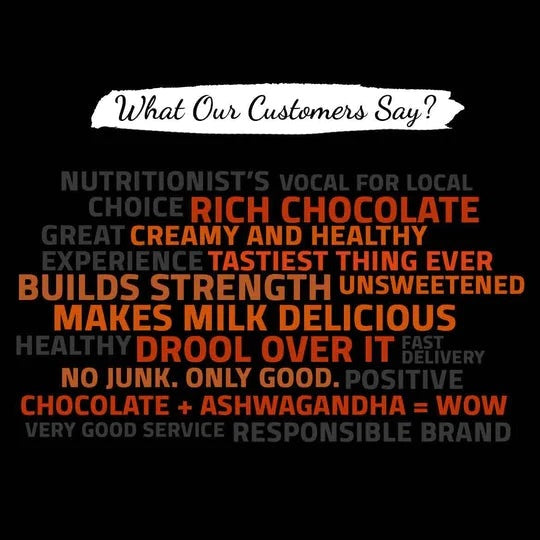 What Our Customers Say?
NUTRITIONIST'S VOCAL FOR LOCAL
CHOICE RICH CHOCOLATE
GREAT CREAMY AND HEALTHY
EXPERIENCE TASTIEST THING EVER
BUILDS STRENGTH UNSWEETENED
MAKES MILK DELICIOUS
HEALTHY DROOL OVER IT FAST
DELIVERY
NO JUNK. ONLY GOOD. POSITIVE
CHOCOLATE + ASHWAGANDHA = WOW
VERY GOOD SERVICE RESPONSIBLE BRAND